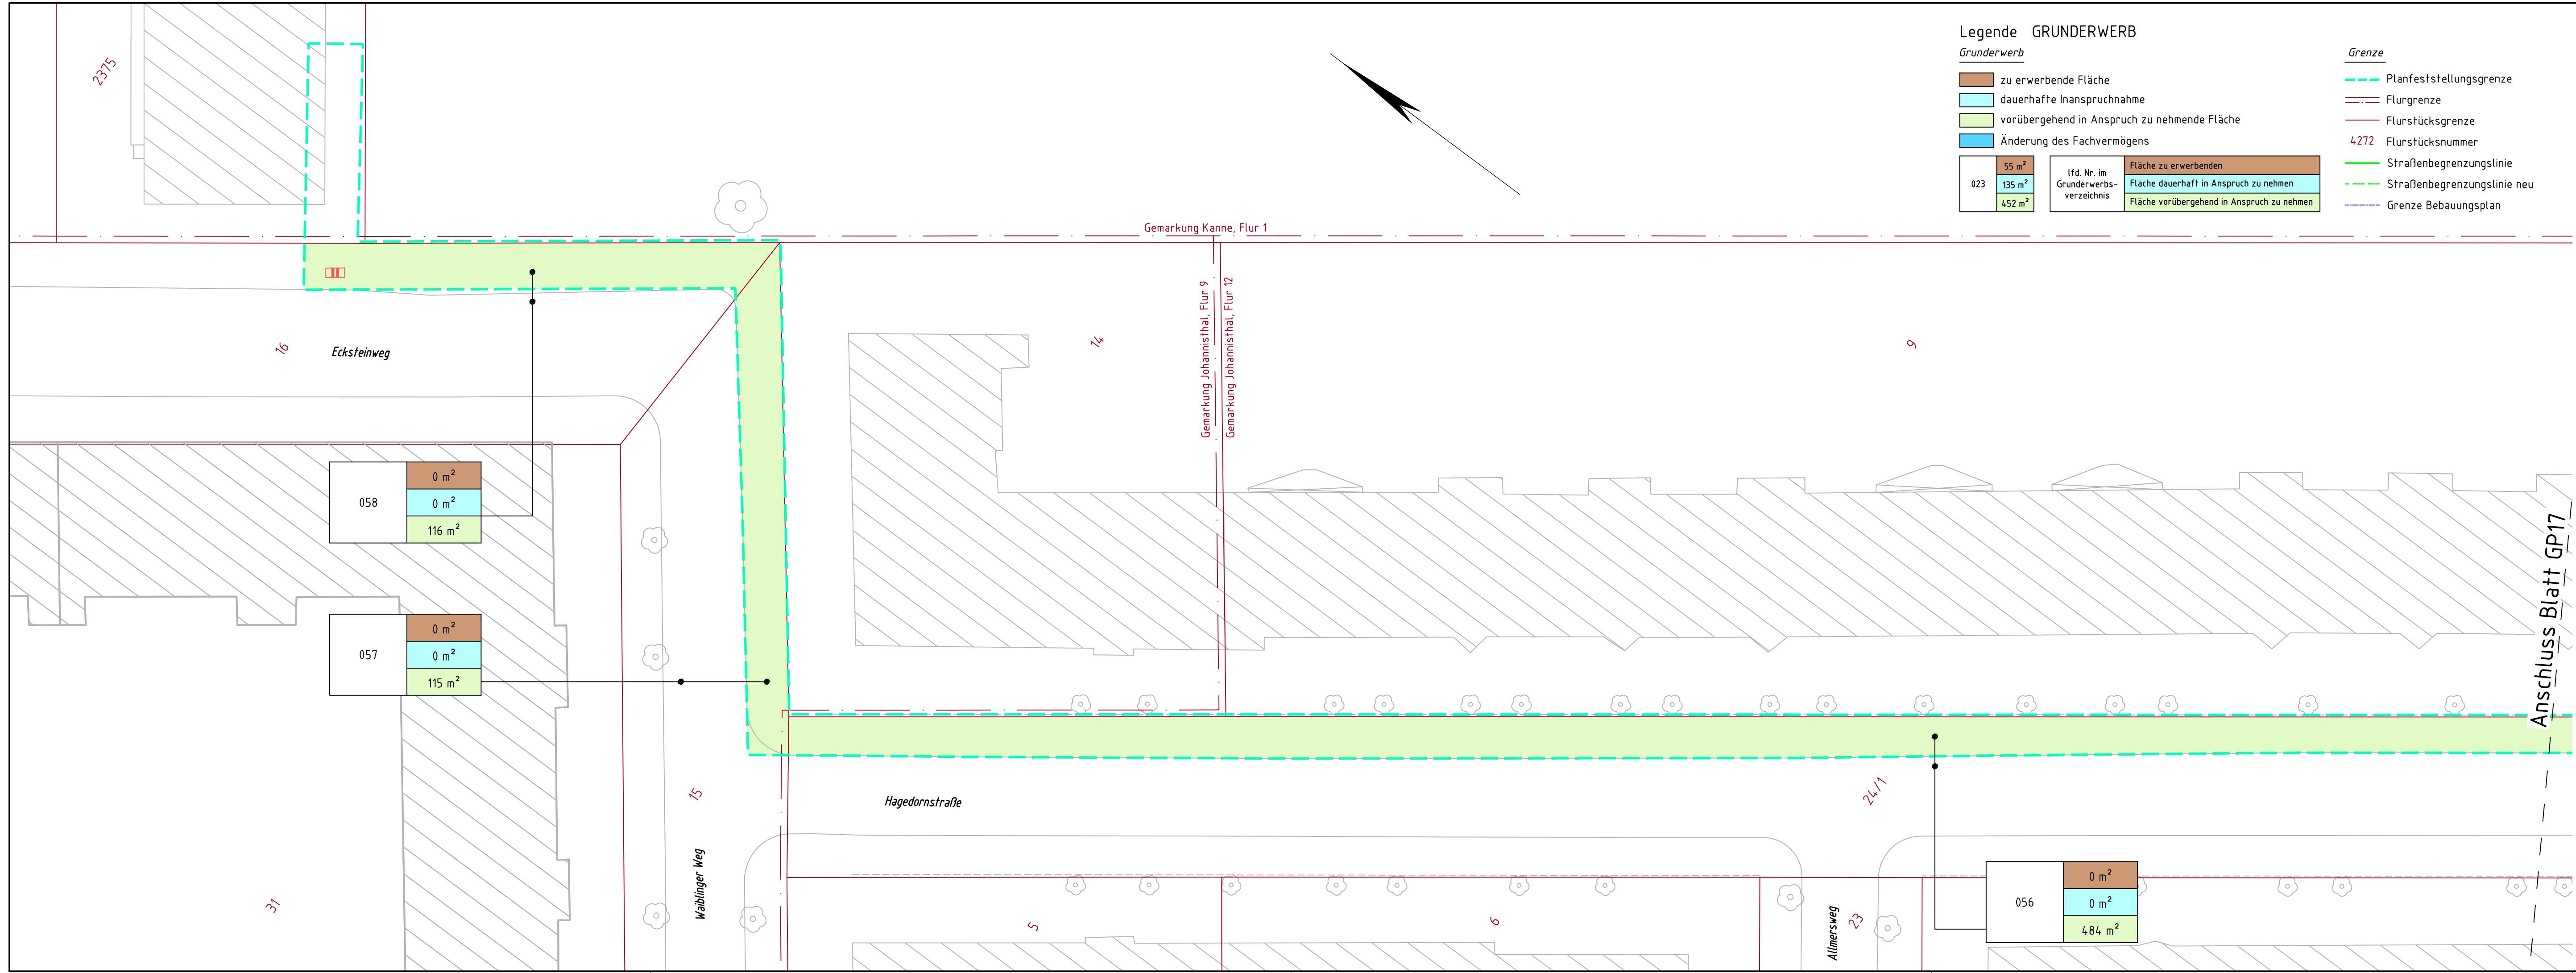 Legende GRUNDERWERB
Grunderwerb
zu erwerbende Fläche
dauerhafte Inanspruchnahme
vorübergehend in Anspruch zu nehmende Fläche
Änderung des Fachvermögens
023
55 m²
135 m²
452 m²
lfd. Nr. im
Grunderwerbs-
verzeichnis
Fläche zu erwerbenden
Fläche dauerhaft in Anspruch zu nehmen
Fläche vorübergehend in Anspruch zu nehmen
Grenze
Planfeststellungsgrenze
Flurgrenze
Flurstücksgrenze
4272 Flurstücksnummer
Straßenbegrenzungslinie
Straßenbegrenzungslinie neu
Grenze Bebauungsplan
2375
Gemarkung Kanne, Flur 1
Gemarkung Johannisthal, Flur 9
Gemarkung Johannisthal, Flur 12
16
Ecksteinweg
14
9
058
0 m²
0 m²
116 m²
057
0 m²
0 m²
115 m²
Anschluss Blatt GP17
15
Hagedornstraße
24/1
Waiblinger Weg
31
5
6
Allmersweg
23
056
0 m²
0 m²
484 m²